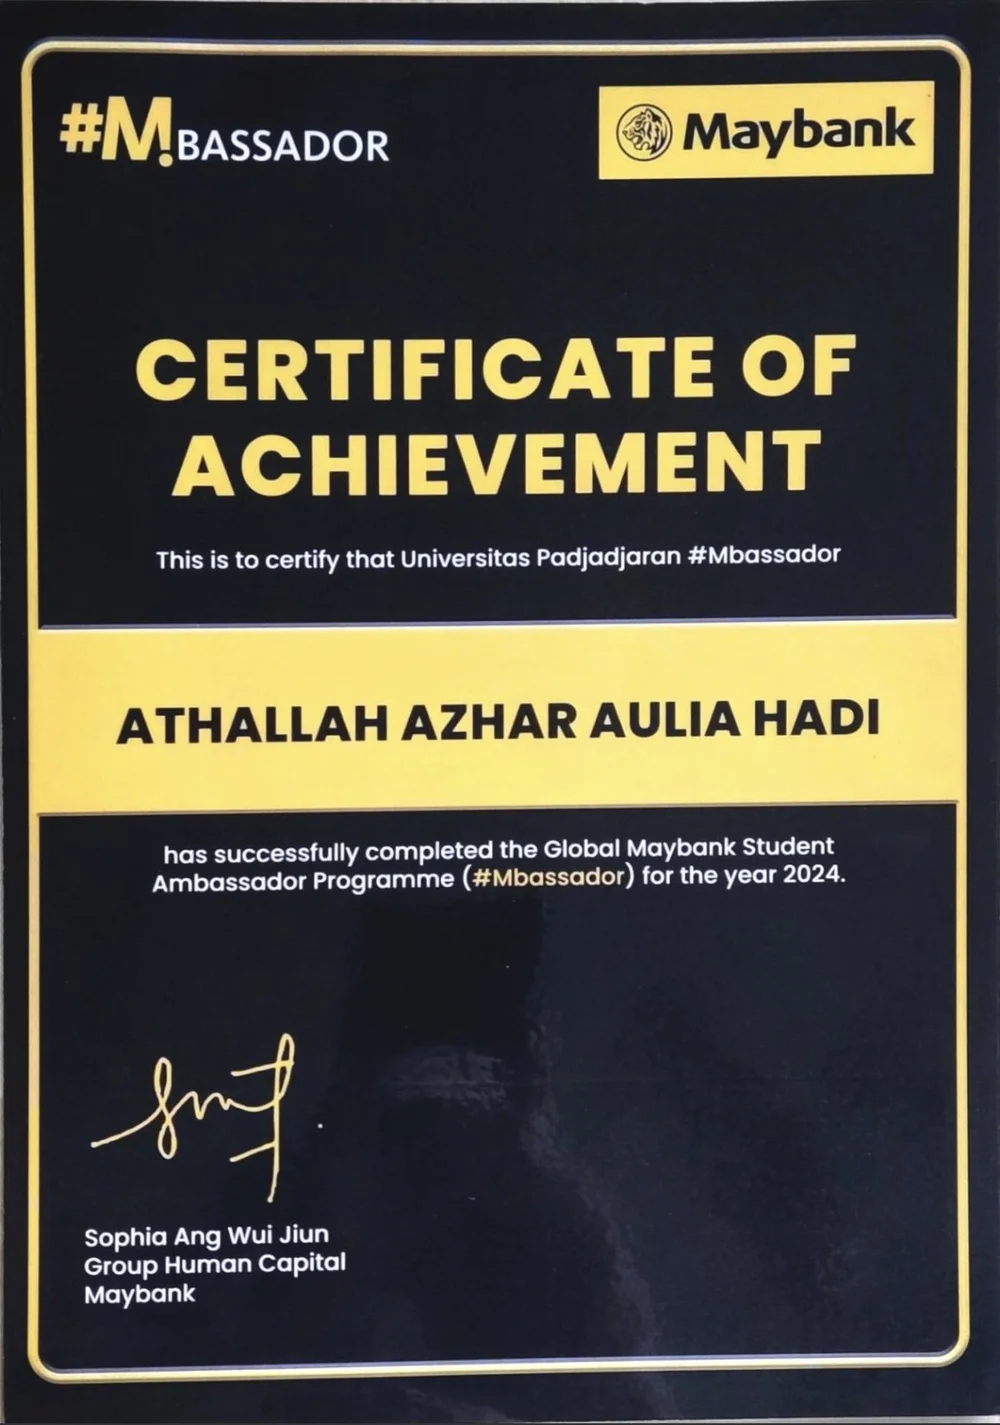 #M!BASSADOR
Maybank
CERTIFICATE OF
ACHIEVEMENT
This is to certify that Universitas Padjadjaran #Mbassador
ATHALLAH AZHAR AULIA HADI
has successfully completed the Global Maybank Student
Ambassador Programme (#Mbassador) for the year 2024.
Sophia Ang Wui Jiun
Group Human Capital
Maybank